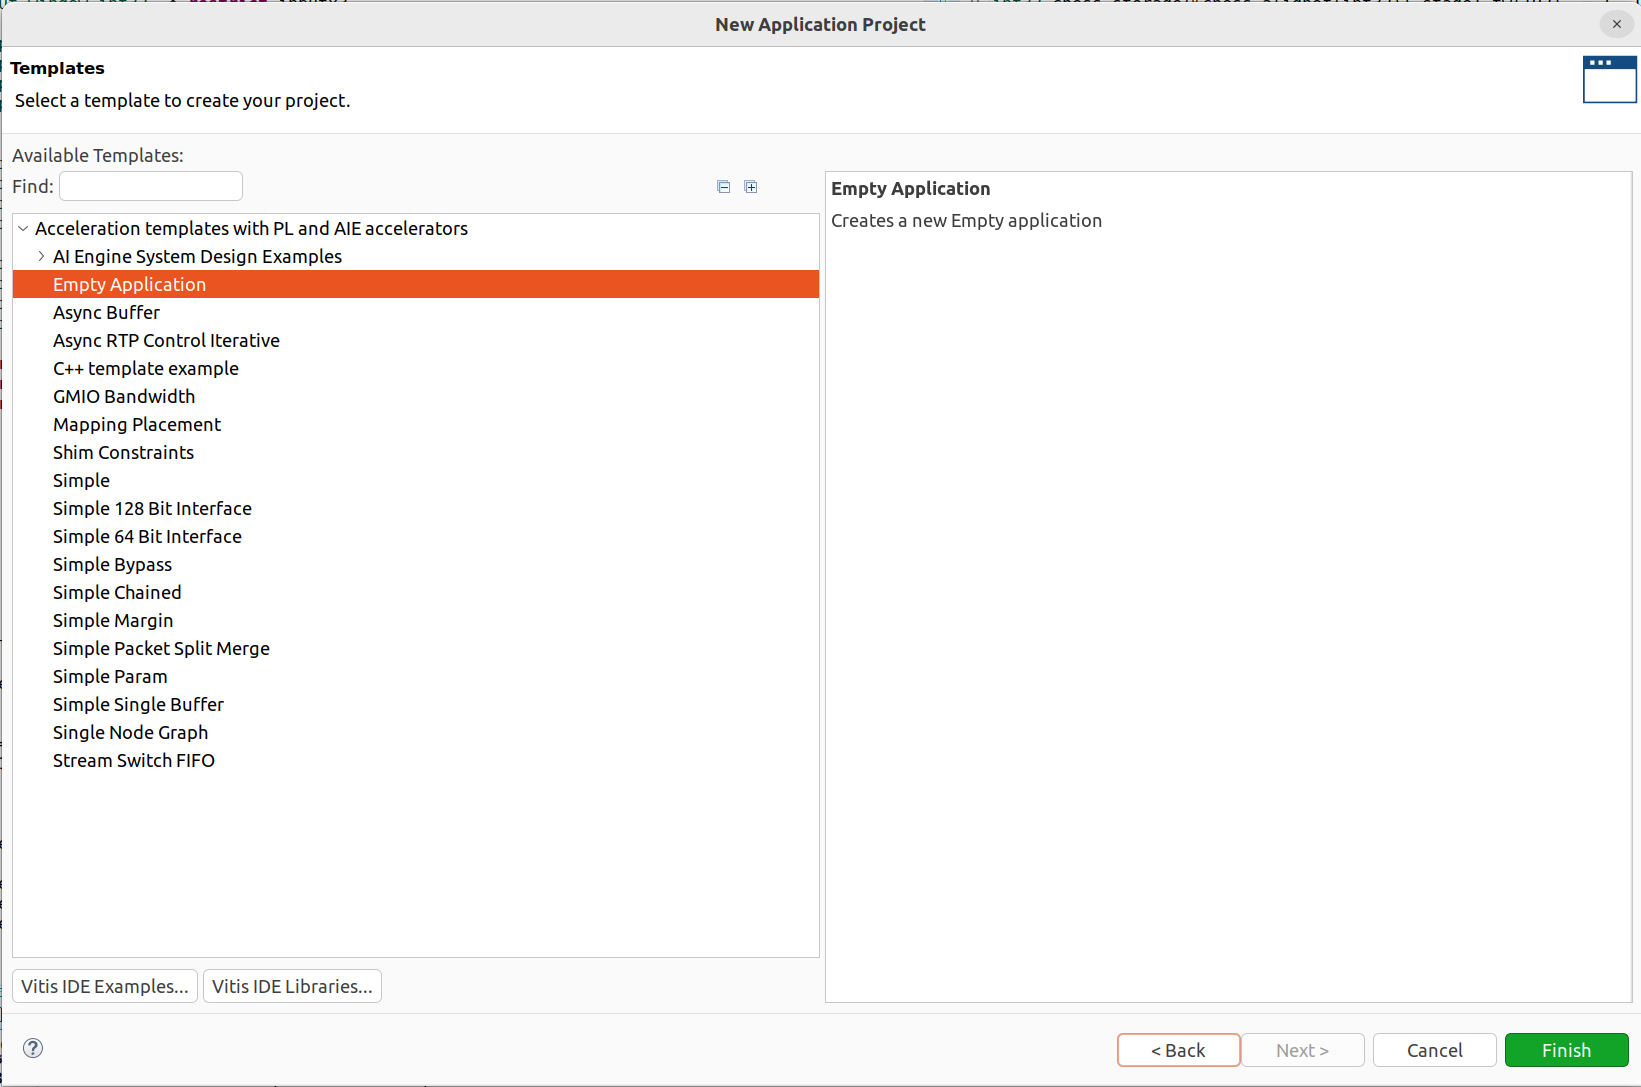 New Application Project
Templates
Select a template to create your project.
Available Templates:
Find:
Acceleration templates with PL and AIE accelerators
AI Engine System Design Examples
Empty Application
Async Buffer
Async RTP Control Iterative
C++ template example
GMIO Bandwidth
Mapping Placement
Shim Constraints
Simple
Simple 128 Bit Interface
Simple 64 Bit Interface
Simple Bypass
Simple Chained
Simple Margin
Simple Packet Split Merge
Simple Param
Simple Single Buffer
Single Node Graph
Stream Switch FIFO
Vitis IDE Examples...
Vitis IDE Libraries...
Empty Application
Creates a new Empty application
< Back
Next >
Cancel
Finish